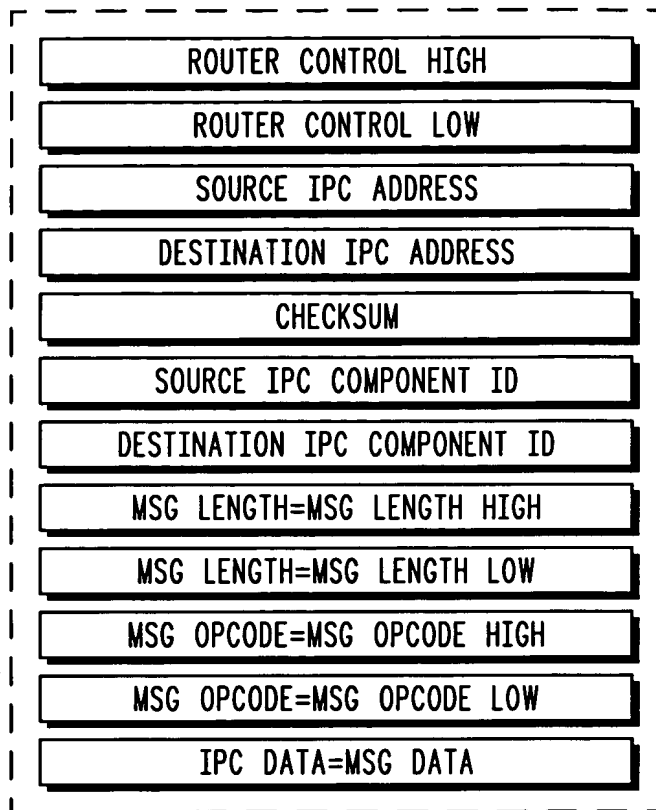 ROUTER CONTROL HIGH
ROUTER CONTROL LOW
SOURCE IPC ADDRESS
DESTINATION IPC ADDRESS
CHECKSUM
SOURCE IPC COMPONENT ID
DESTINATION IPC COMPONENT ID
MSG LENGTH=MSG LENGTH HIGH
MSG LENGTH=MSG LENGTH LOW
MSG OPCODE=MSG OPCODE HIGH
MSG OPCODE=MSG OPCODE LOW
IPC DATA=MSG DATA